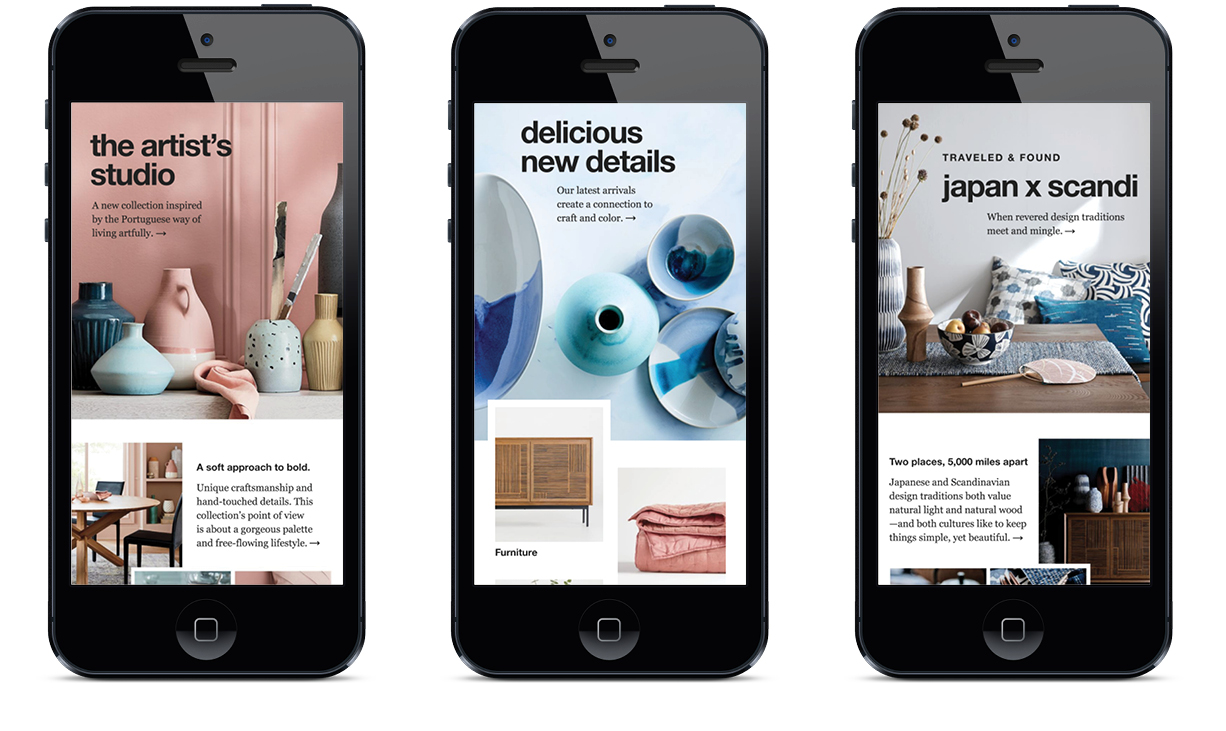 the artist's
studio
A new collection inspired
by the Portuguese way of
living artfully. →
A soft approach to bold.
Unique craftsmanship and
hand-touched details. This
collection's point of view
is about a gorgeous palette
and free-flowing lifestyle. →
delicious
new details
Our latest arrivals
create a connection to
craft and color. →
Furniture
TRAVELED & FOUND
japan x scandi
When revered design traditions
meet and mingle. →
Two places, 5,000 miles apart
Japanese and Scandinavian
design traditions both value
natural light and natural wood
—and both cultures like to keep
things simple, yet beautiful. →